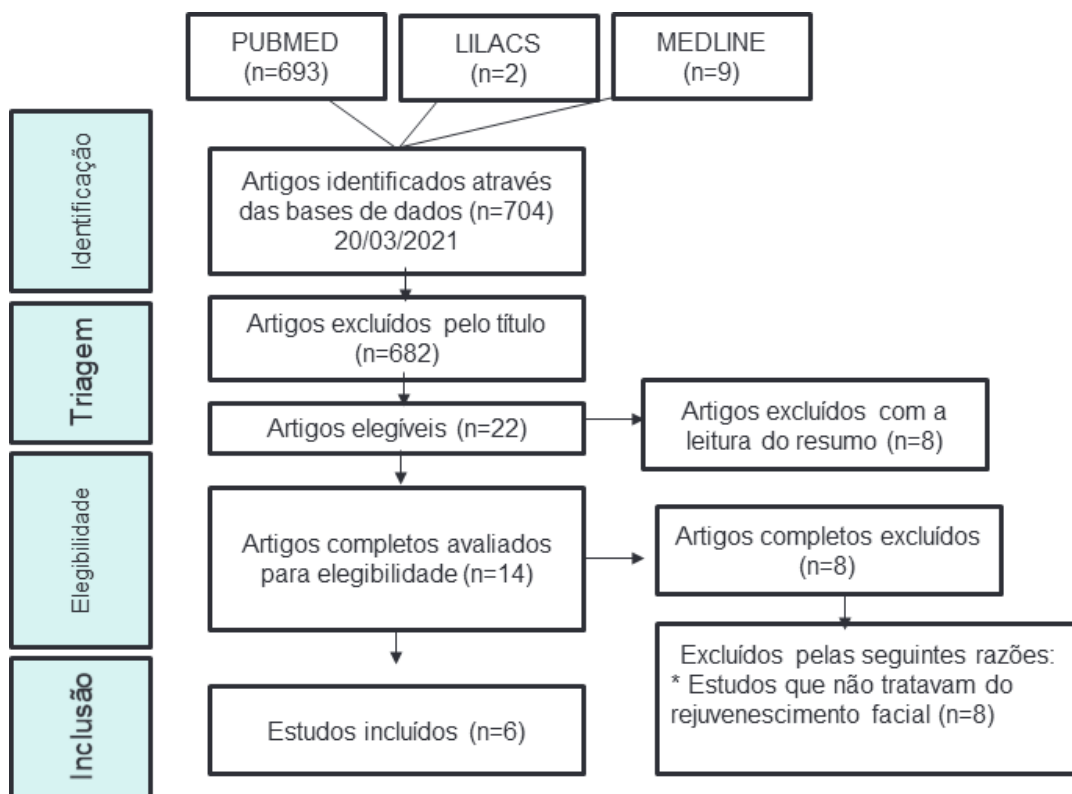 PUBMED
(n=693)
LILACS
(n=2)
MEDLINE
(n=9)
Identificação
Artigos identificados através
das bases de dados (n=704)
20/03/2021
Triagem
Artigos excluídos pelo título
(n=682)
Artigos elegíveis (n=22)
Artigos excluídos com a
leitura do resumo (n=8)
Elegibilidade
Artigos completos avaliados
para elegibilidade (n=14)
Artigos completos excluídos
(n=8)
Excluídos pelas seguintes razões:
* Estudos que não tratavam do
rejuvenescimento facial (n=8)
Inclusão
Estudos incluídos (n=6)